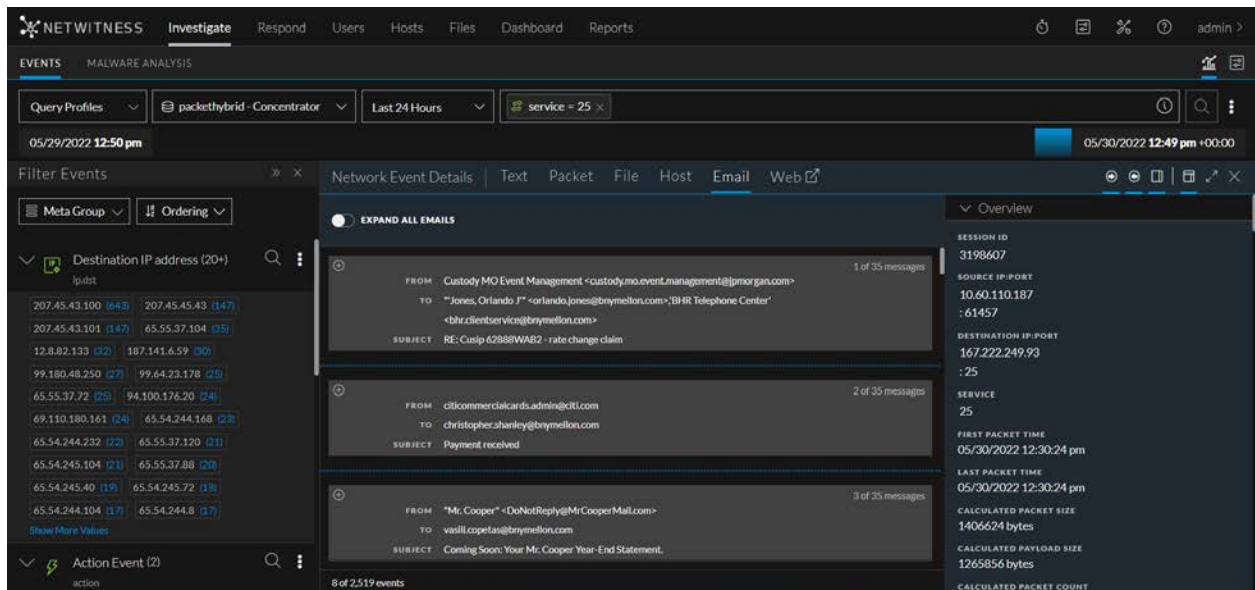 NETWITNESS Investigate Respond Users Hosts Files Dashboard Reports admin >
EVENTS MALWARE ANALYSIS
Query Profiles packethybrid - Concentrator Last 24 Hours service = 25 ×
05/29/2022 12:50 pm 05/30/2022 12:49 pm +00:00
Filter Events » ×
Meta Group Ordering
Destination IP address (20+)
ip.dst
207.45.43.100 (643) 207.45.45.43 (147)
207.45.43.101 (147) 65.55.37.104 (35)
12.8.82.133 (32) 187.141.6.59 (30)
99.180.48.250 (27) 99.64.23.178 (25)
65.55.37.72 (25) 94.100.176.20 (24)
69.110.180.161 (24) 65.54.244.168 (23)
65.54.244.232 (22) 65.55.37.120 (21)
65.54.245.104 (21) 65.55.37.88 (20)
65.54.245.40 (19) 65.54.245.72 (18)
65.54.244.104 (17) 65.54.244.8 (17)
Show More Values
Action Event (2)
action
Network Event Details | Text Packet File Host Email Web
EXPAND ALL EMAILS
1 of 35 messages
FROM Custody MO Event Management <custody.mo.event.management@jpmorgan.com>
TO "'Jones, Orlando J'" <orlando.jones@bnymellon.com>,'BHR Telephone Center'
<bhr.clientservice@bnymellon.com>
SUBJECT RE: Cusip 62888WAB2 - rate change claim
2 of 35 messages
FROM citicommercialcards.admin@citi.com
TO christopher.shanley@bnymellon.com
SUBJECT Payment received
3 of 35 messages
FROM "Mr. Cooper" <DoNotReply@MrCooperMail.com>
TO vasili.copetas@bnymellon.com
SUBJECT Coming Soon: Your Mr. Cooper Year-End Statement.
8 of 2,519 events
Overview
SESSION ID
3198607
SOURCE IP:PORT
10.60.110.187
: 61457
DESTINATION IP:PORT
167.222.249.93
: 25
SERVICE
25
FIRST PACKET TIME
05/30/2022 12:30:24 pm
LAST PACKET TIME
05/30/2022 12:30:24 pm
CALCULATED PACKET SIZE
1406624 bytes
CALCULATED PAYLOAD SIZE
1265856 bytes
CALCULATED PACKET COUNT